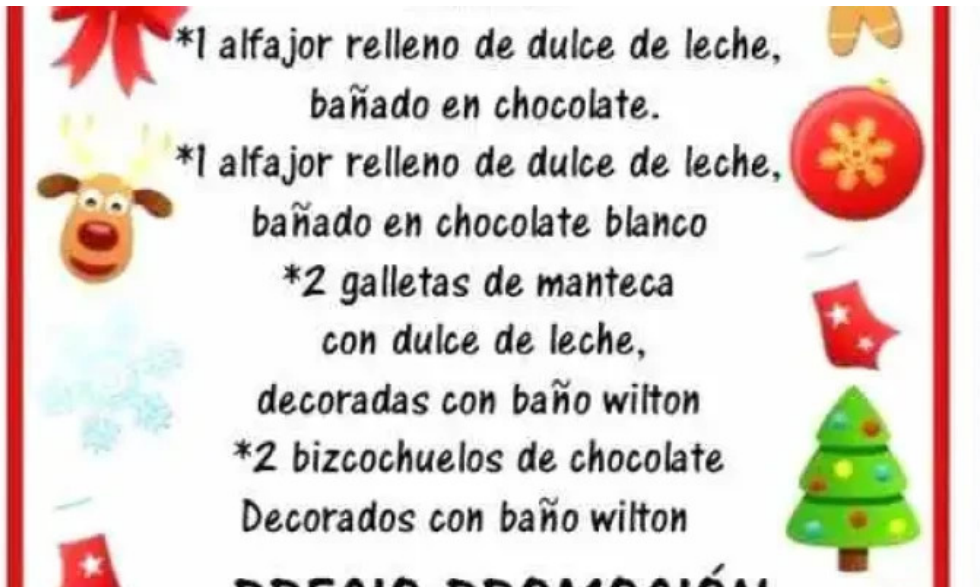 *1 alfajor relleno de dulce de leche,
bañado en chocolate.
*1 alfajor relleno de dulce de leche,
bañado en chocolate blanco
*2 galletas de manteca
con dulce de leche,
decoradas con baño wilton
*2 bizcochuelos de chocolate
Decorados con baño wilton
PRECIO PROMOCIÓN